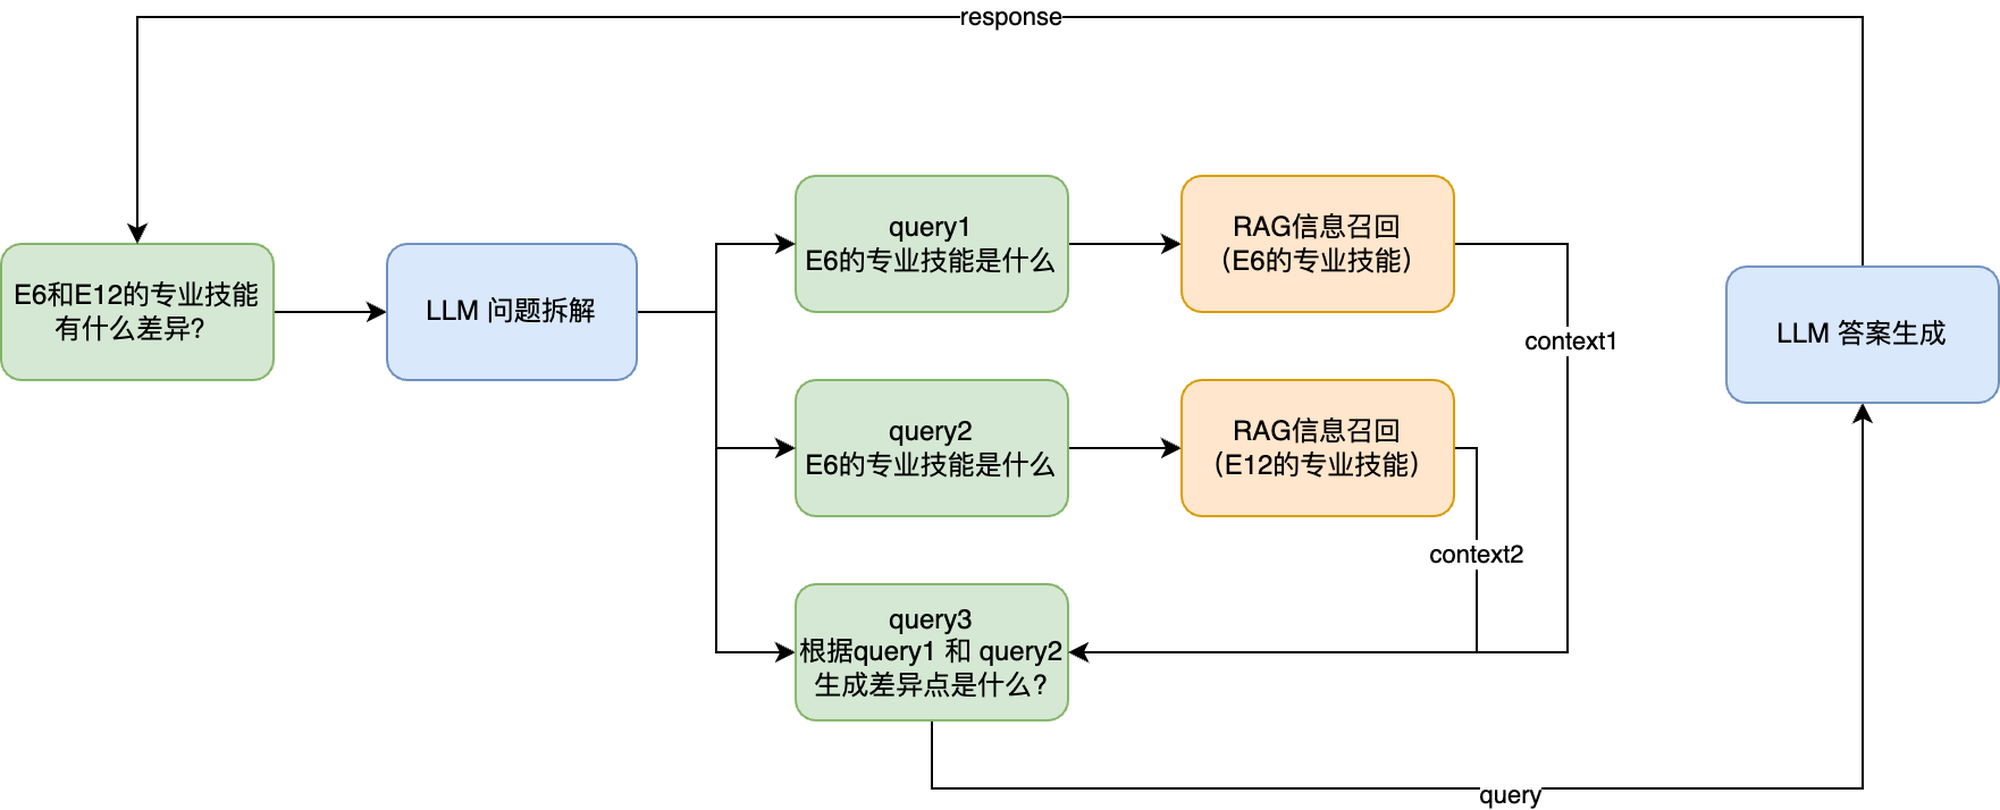 response
E6和E12的专业技能
有什么差异?
LLM 问题拆解
query1
E6的专业技能是什么
RAG信息召回
（E6的专业技能）
context1
LLM 答案生成
query2
E6的专业技能是什么
RAG信息召回
（E12的专业技能）
context2
query3
根据query1 和 query2
生成差异点是什么?
query